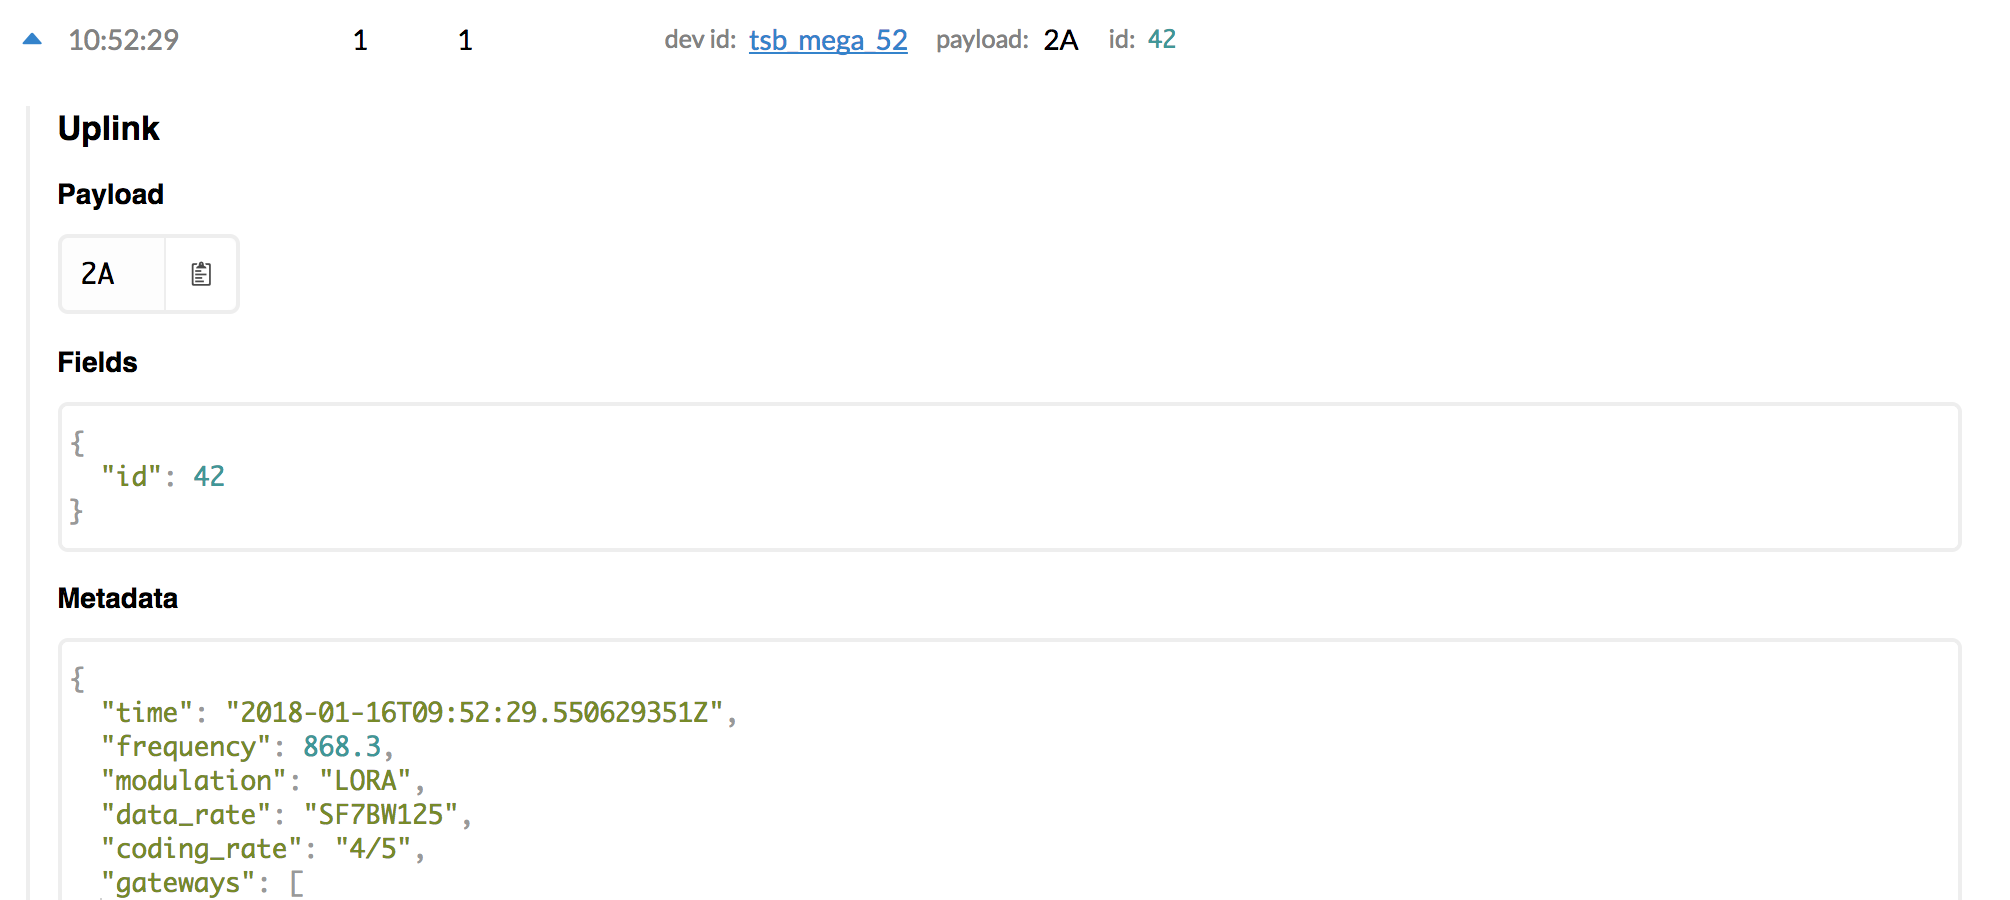 10:52:29 1 1 dev id: tsb_mega_52 payload: 2A id: 42
Uplink
Payload
2A
Fields
{
"id": 42
}
Metadata
{
"time": "2018-01-16T09:52:29.550629351Z",
"frequency": 868.3,
"modulation": "LORA",
"data_rate": "SF7BW125",
"coding_rate": "4/5",
"gateways": [